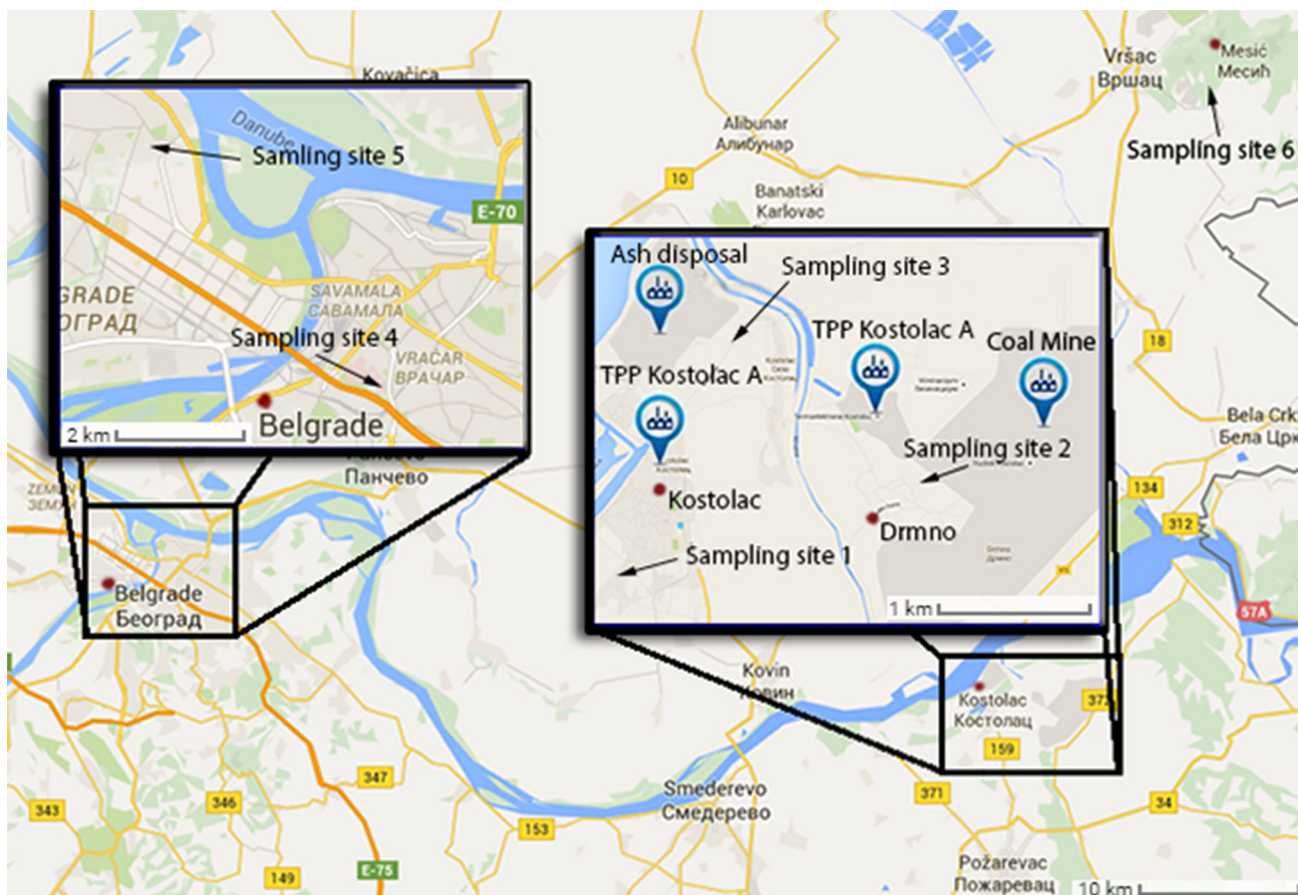 Kovačica
Vršac
Вршац
Mesić
Месић
Sampling site 6
Alibunar
Алибунар
10
Banatski
Karlovac
Danube
Samling site 5
E-70
GRADE
ОГРАД
SAVAMALA
САВАМАЛА
Sampling site 4
VRAČAR
ВРАЧАР
2 km
Belgrade
Ash disposal
Sampling site 3
TPP Kostolac A
Coal Mine
TPP Kostolac A
Sampling site 2
Kostolac
Drmno
Sampling site 1
1 km
18
Bela Crk
Бела Црк
134
312
57A
Панчево
ZEMUN
ЗЕМУН
Belgrade
Београд
Kovin
Ковин
Kostolac
Костолац
372
159
371
34
Smederevo
Смедерево
347
346
343
153
149
E-75
Požarevac
Пожаревац
10 km